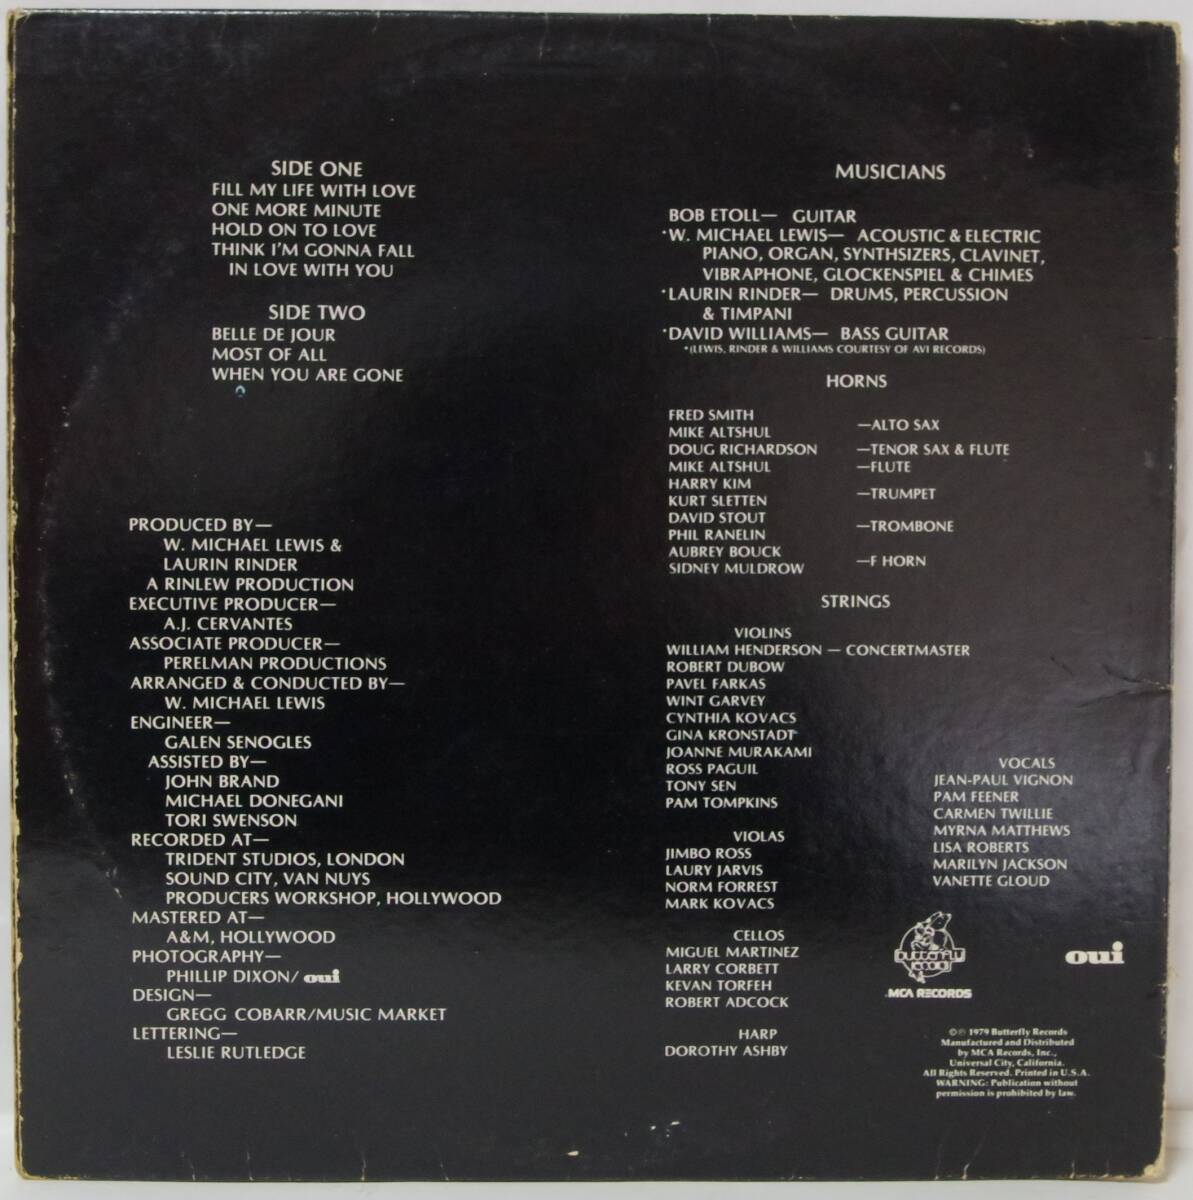 SIDE ONE
FILL MY LIFE WITH LOVE
ONE MORE MINUTE
HOLD ON TO LOVE
THINK I'M GONNA FALL
IN LOVE WITH YOU
SIDE TWO
BELLE DE JOUR
MOST OF ALL
WHEN YOU ARE GONE
PRODUCED BY—
W. MICHAEL LEWIS &
LAURIN RINDER
A RINLEW PRODUCTION
EXECUTIVE PRODUCER—
A.J. CERVANTES
ASSOCIATE PRODUCER—
PERELMAN PRODUCTIONS
ARRANGED & CONDUCTED BY—
W. MICHAEL LEWIS
ENGINEER—
GALEN SENOGLES
ASSISTED BY—
JOHN BRAND
MICHAEL DONEGANI
TORI SWENSON
RECORDED AT—
TRIDENT STUDIOS, LONDON
SOUND CITY, VAN NUYS
PRODUCERS WORKSHOP, HOLLYWOOD
MASTERED AT—
A&M, HOLLYWOOD
PHOTOGRAPHY—
PHILLIP DIXON/ oui
DESIGN—
GREGG COBARR/MUSIC MARKET
LETTERING—
LESLIE RUTLEDGE
MUSICIANS
BOB ETOLL— GUITAR
*W. MICHAEL LEWIS— ACOUSTIC & ELECTRIC
PIANO, ORGAN, SYNTHSIZERS, CLAVINET,
VIBRAPHONE, GLOCKENSPIEL & CHIMES
*LAURIN RINDER— DRUMS, PERCUSSION
& TIMPANI
*DAVID WILLIAMS— BASS GUITAR
*(LEWIS, RINDER & WILLIAMS COURTESY OF AVI RECORDS)
HORNS
FRED SMITH
MIKE ALTSHUL
—ALTO SAX
DOUG RICHARDSON —TENOR SAX & FLUTE
MIKE ALTSHUL —FLUTE
HARRY KIM
KURT SLETTEN
—TRUMPET
DAVID STOUT
PHIL RANELIN
—TROMBONE
AUBREY BOUCK
SIDNEY MULDROW
—F HORN
STRINGS
VIOLINS
WILLIAM HENDERSON — CONCERTMASTER
ROBERT DUBOW
PAVEL FARKAS
WINT GARVEY
CYNTHIA KOVACS
GINA KRONSTADT
JOANNE MURAKAMI
ROSS PAGUIL
TONY SEN
PAM TOMPKINS
VIOLAS
JIMBO ROSS
LAURY JARVIS
NORM FORREST
MARK KOVACS
CELLOS
MIGUEL MARTINEZ
LARRY CORBETT
KEVAN TORFEH
ROBERT ADCOCK
HARP
DOROTHY ASHBY
VOCALS
JEAN-PAUL VIGNON
PAM FEENER
CARMEN TWILLIE
MYRNA MATTHEWS
LISA ROBERTS
MARILYN JACKSON
VANETTE GLOUD
butterfly
records
MCA RECORDS
oui
©℗ 1979 Butterfly Records
Manufactured and Distributed
by MCA Records, Inc.,
Universal City, California.
All Rights Reserved. Printed in U.S.A.
WARNING: Publication without
permission is prohibited by law.